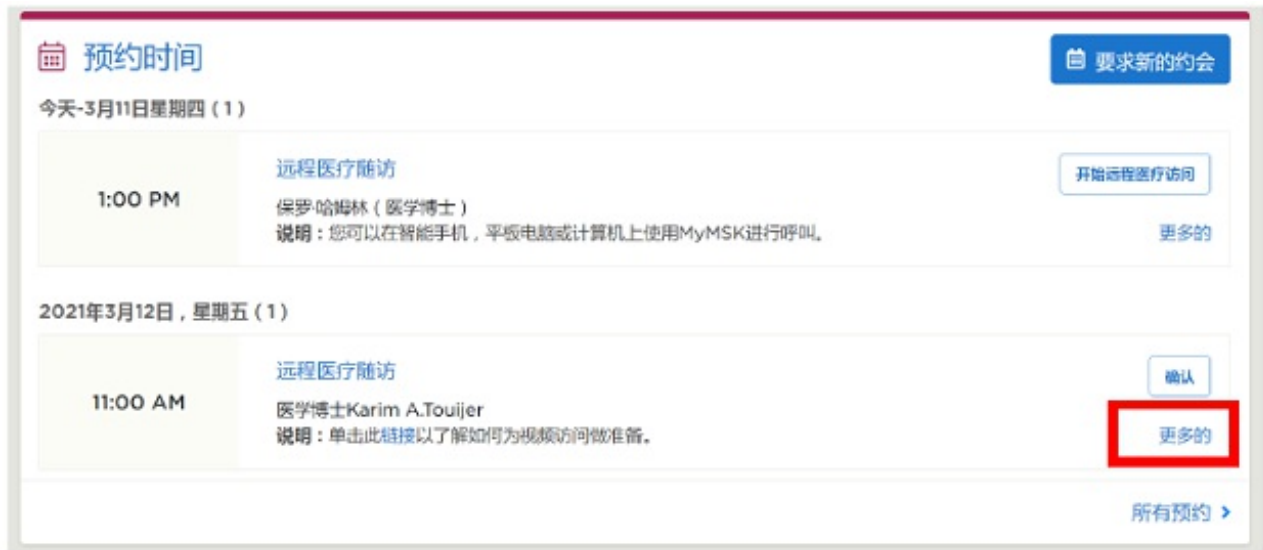 预约时间
要求新的约会
今天-3月11日星期四 ( 1 )
1:00 PM
远程医疗随访
保罗·哈姆林 ( 医学博士 )
说明：您可以在智能手机，平板电脑或计算机上使用MyMSK进行呼叫。
开始远程医疗访问
更多的
2021年3月12日，星期五 ( 1 )
11:00 AM
远程医疗随访
医学博士Karim A.Touijer
说明：单击此链接以了解如何为视频访问做准备。
确认
更多的
所有预约 >